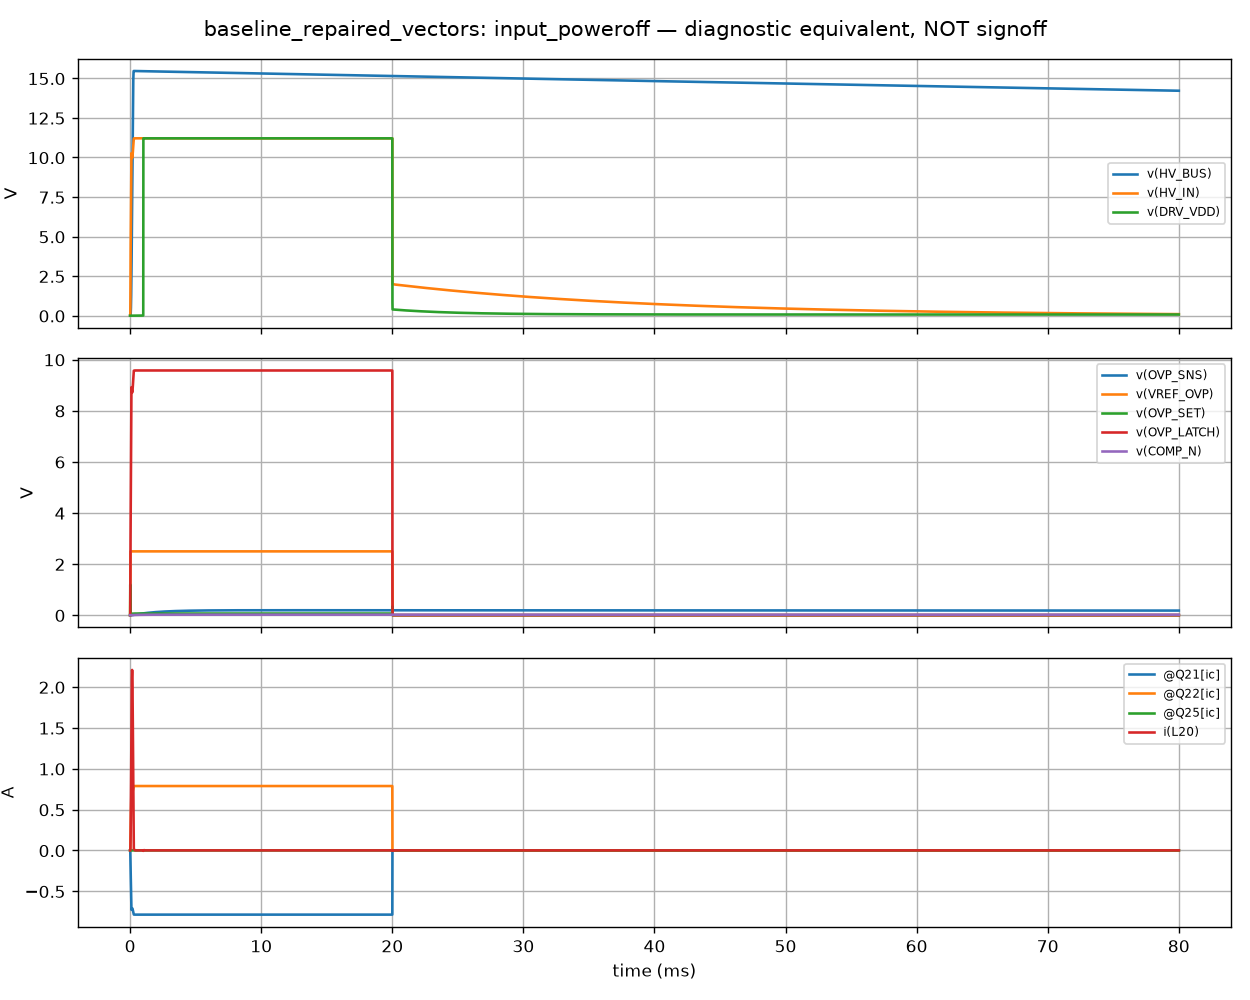 baseline_repaired_vectors: input_poweroff — diagnostic equivalent, NOT signoff
15.0
12.5
10.0
7.5
5.0
2.5
0.0
V
v(HV_BUS)
v(HV_IN)
v(DRV_VDD)
10
8
6
4
2
0
V
v(OVP_SNS)
v(VREF_OVP)
v(OVP_SET)
v(OVP_LATCH)
v(COMP_N)
2.0
1.5
1.0
0.5
0.0
−0.5
A
@Q21[ic]
@Q22[ic]
@Q25[ic]
i(L20)
0 10 20 30 40 50 60 70 80
time (ms)